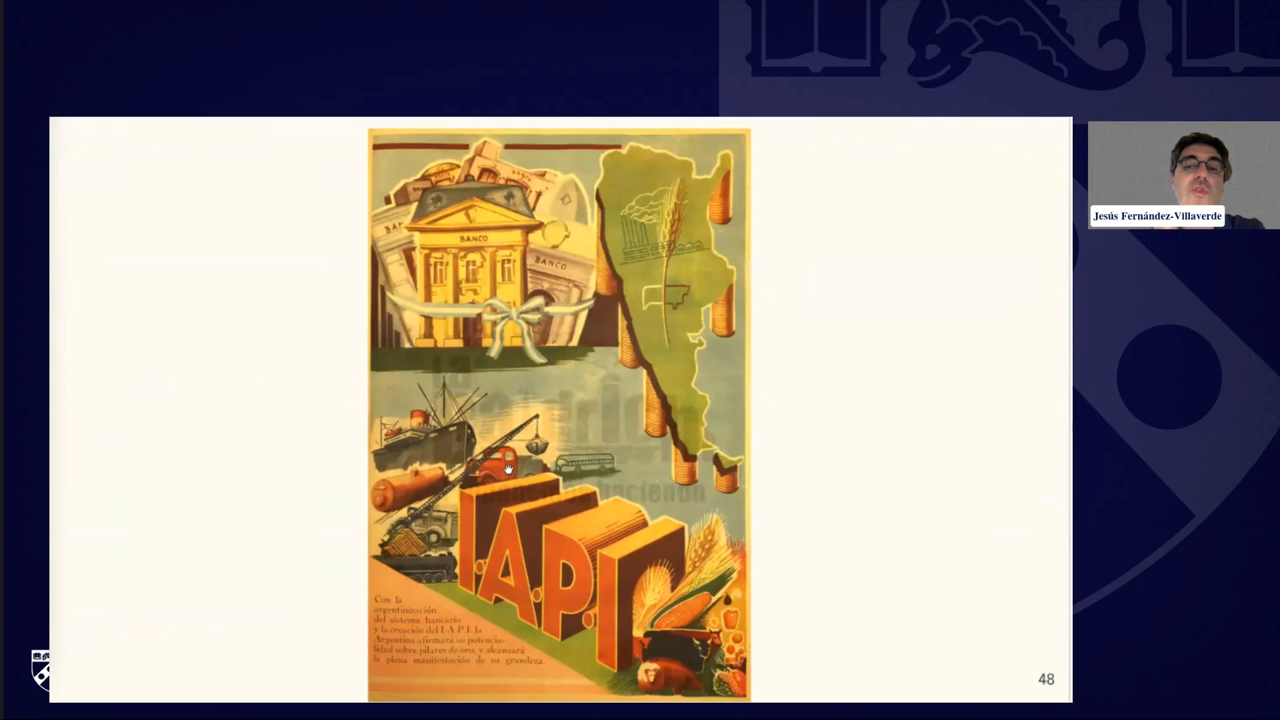 BANCO
BANCO
BANCO
I.A.P.I.
Con la
argentinización
del sistema bancario
y la creación del I.A.P.I. la
Argentina afirmará su potencia-
lidad sobre pilares de oro, y alcanzará
la plena manifestación de su grandeza.
48
Jesús Fernández-Villaverde